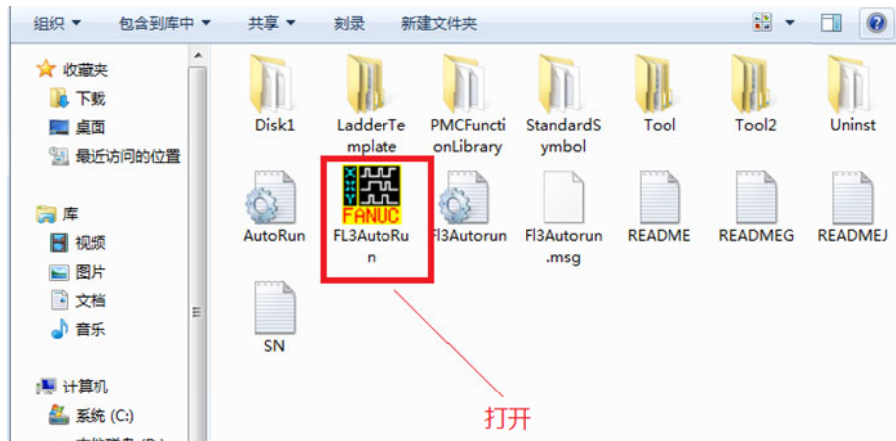 组织 包含到库中 共享 刻录 新建文件夹
收藏夹
下载
桌面
最近访问的位置
库
视频
图片
文档
音乐
计算机
系统 (C:)
Disk1
LadderTe
mplate
PMCFuncti
onLibrary
StandardS
ymbol
Tool
Tool2
Uninst
AutoRun
XXY
FANUC
FL3AutoRu
n
Fl3Autorun
Fl3Autorun
.msg
README
READMEG
READMEJ
SN
打开